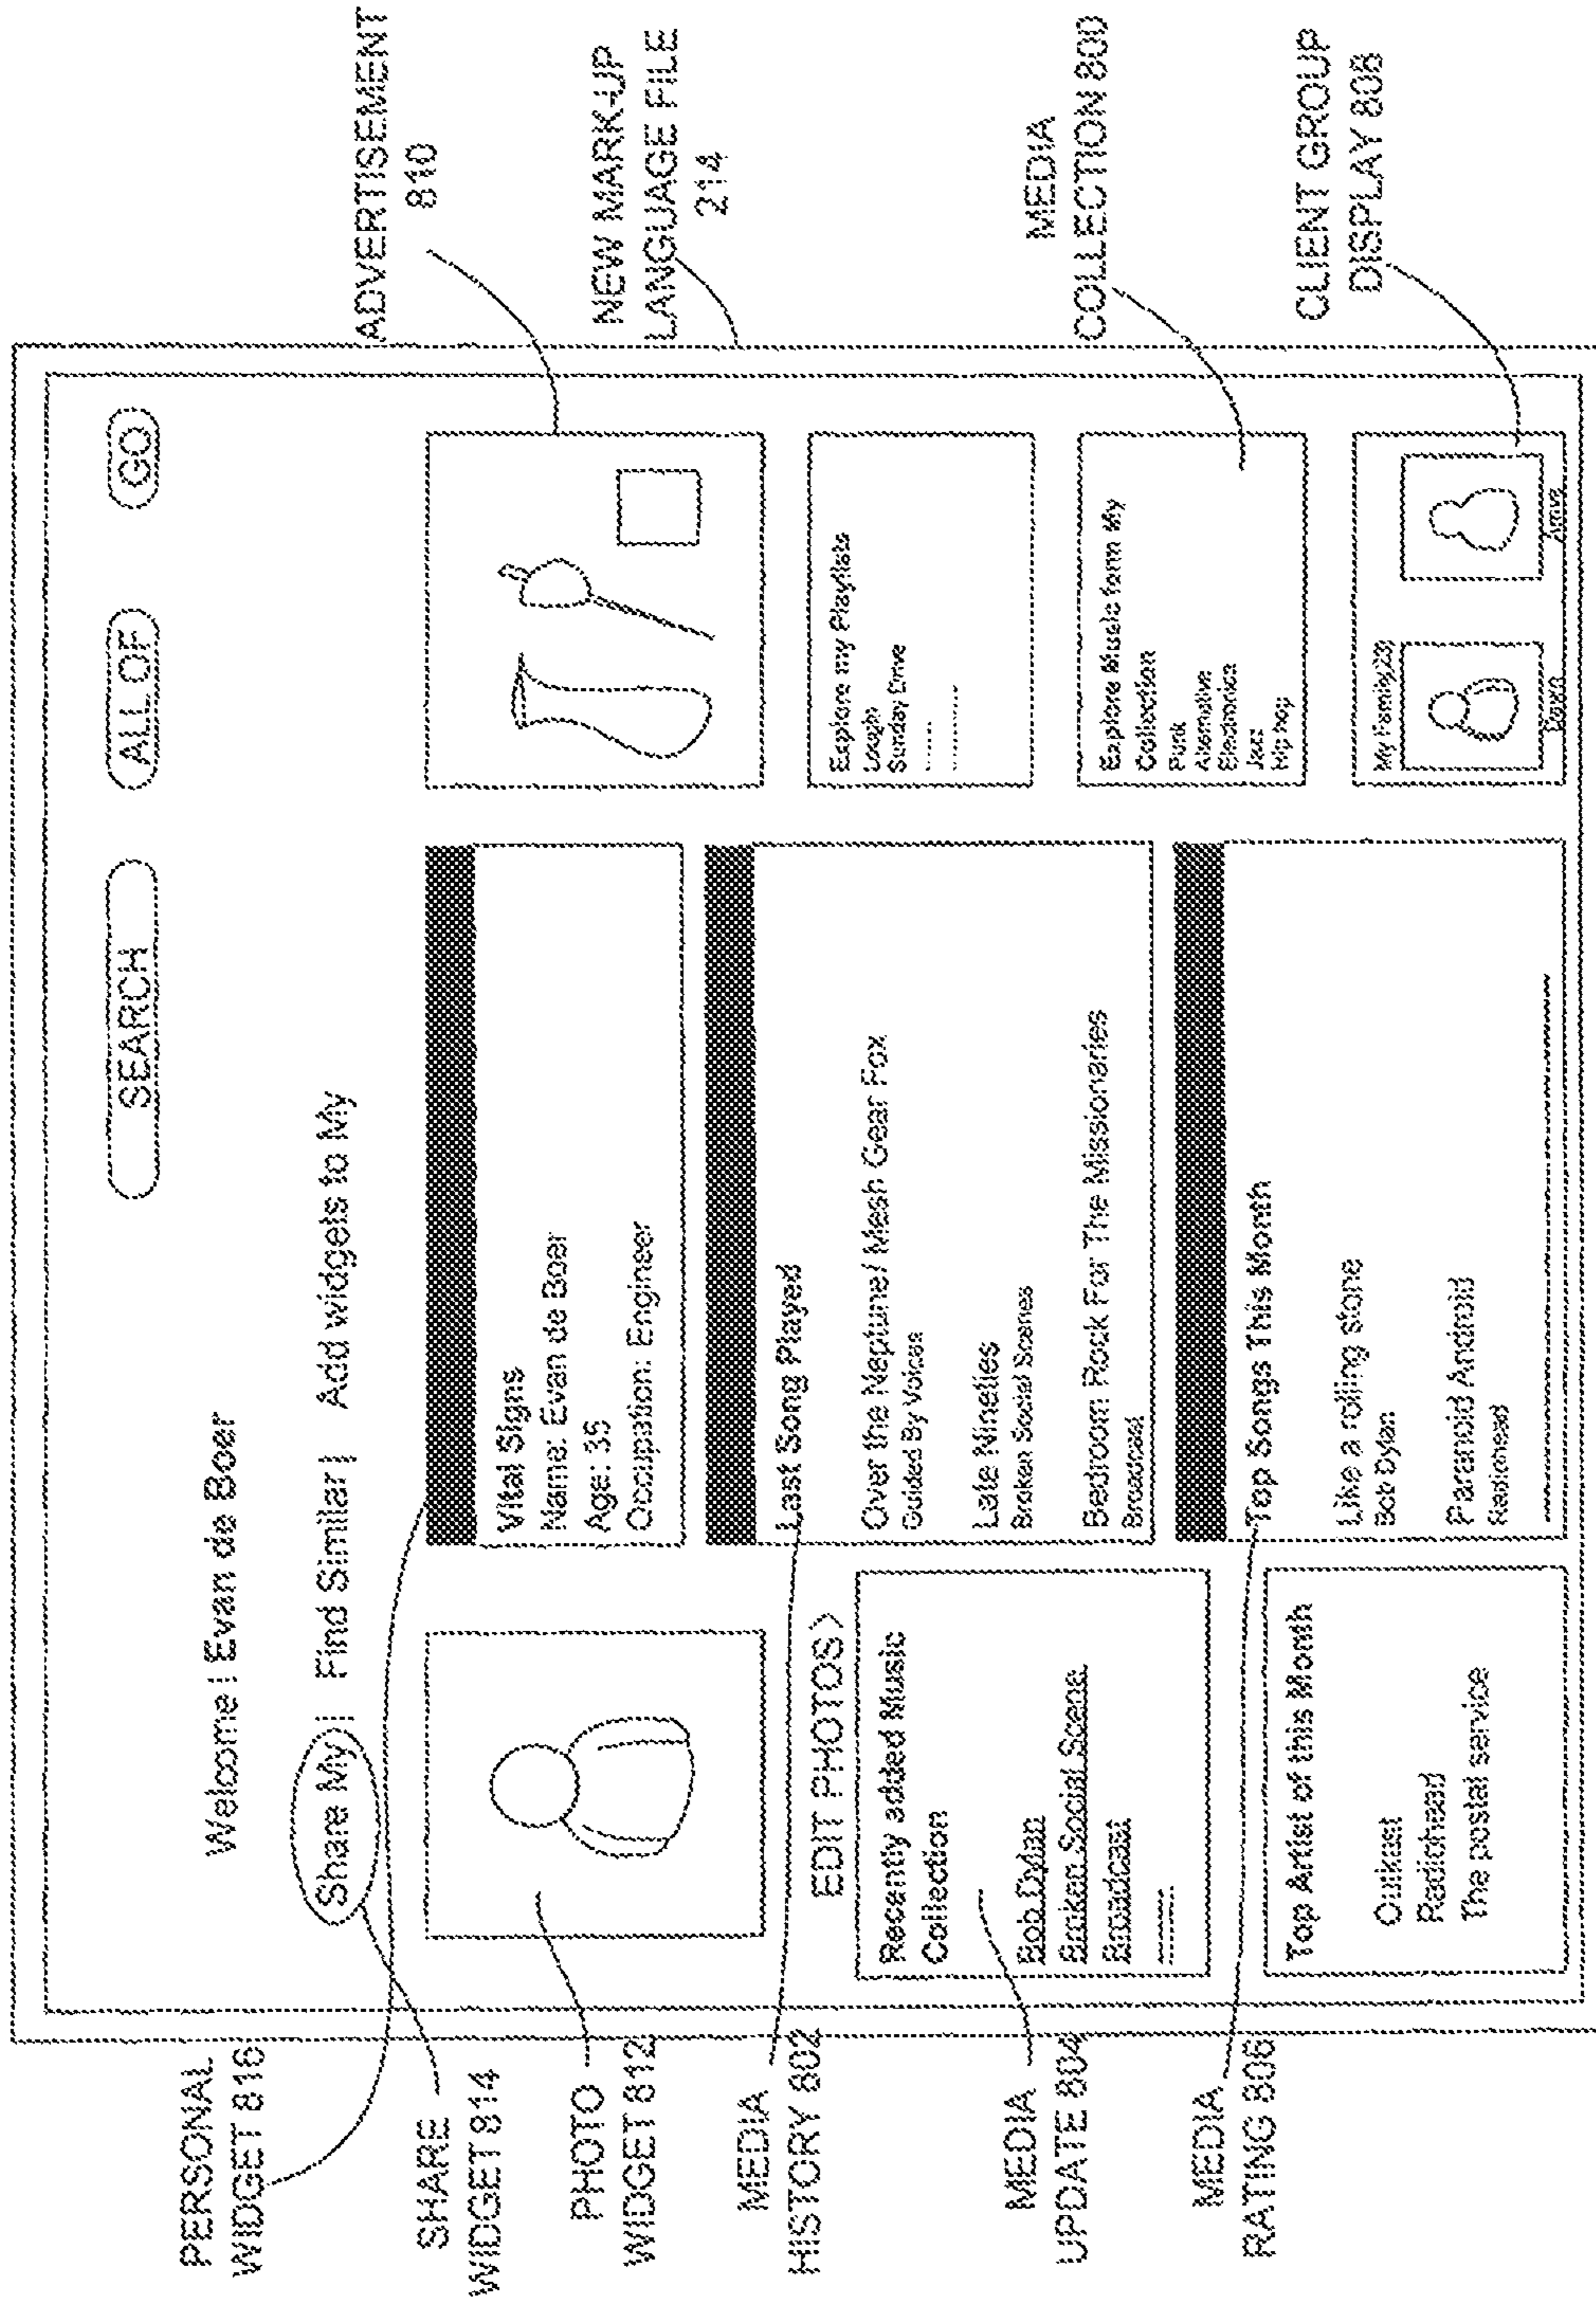 SEARCH
ALL OF
GO
Welcome | Evan de Boer
Share My |
Find Similar |
Add widgets to My
PERSONAL
WIDGET 816
SHARE
WIDGET 814
PHOTO
WIDGET 812
MEDIA
HISTORY 802
MEDIA
UPDATE 804
MEDIA
RATING 806
EDIT PHOTOS>
Recently added Music
Collection
Bob Dylan
Broken Social Scene.
Broadcast
Top Artist of this Month
Outkast
Radiohead
The postal service
Vital Signs
Name: Evan de Boer
Age: 35
Occupation: Engineer
Last Song Played
Over the Neptune/ Mesh Gear Fox
Guided By Voices
Late Nineties
Broken Social Scenes
Bedroom Rock For The Missionaries
Broadcast
Top Songs This Month
Like a rolling stone
Bob Dylan
Paranoid Android
Radiohead
Explore my Playlists
Sunday Drive
Explore Music form My
Collection
Punk
Alternative
Electronics
Jazz
Hip hop
My Family(23)
ADVERTISEMENT
810
NEW MARK-UP
LANGUAGE FILE
214
MEDIA
COLLECTION 800
CLIENT GROUP
DISPLAY 808